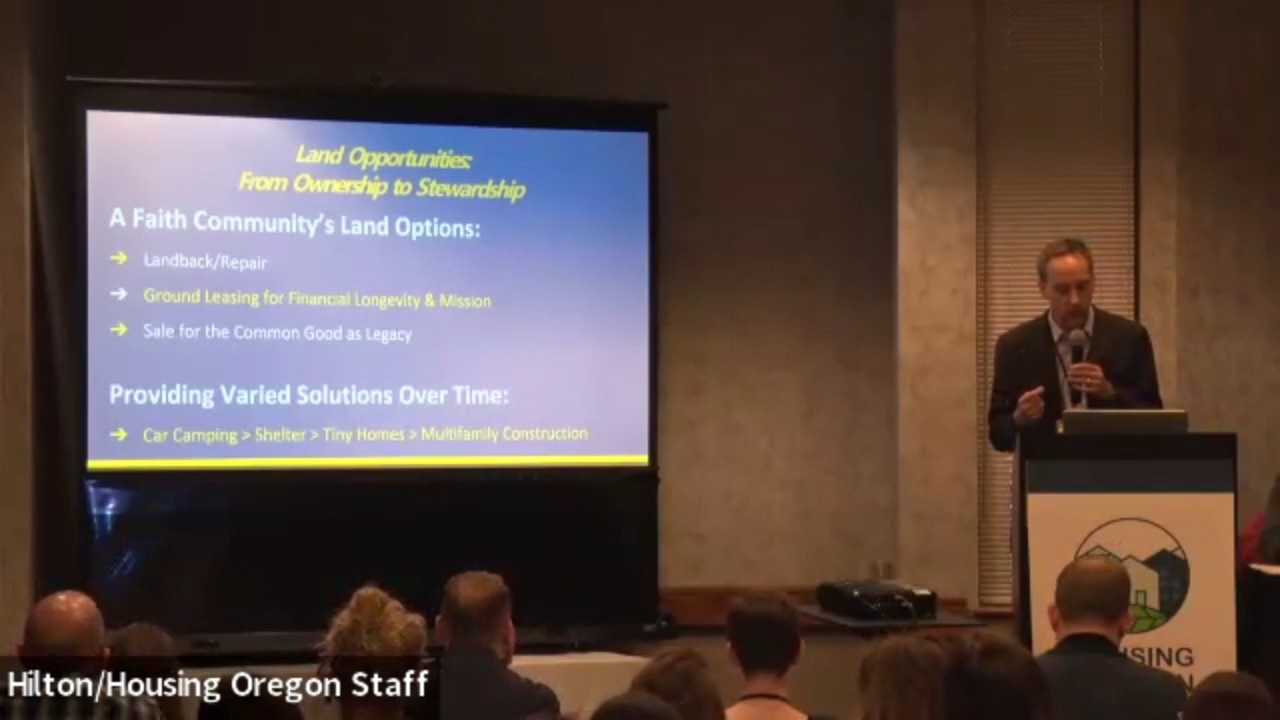 Land Opportunities:
From Ownership to Stewardship
A Faith Community's Land Options:
➔ Landback/Repair
➔ Ground Leasing for Financial Longevity & Mission
➔ Sale for the Common Good as Legacy
Providing Varied Solutions Over Time:
➔ Car Camping > Shelter > Tiny Homes > Multifamily Construction
Hilton/Housing Oregon Staff